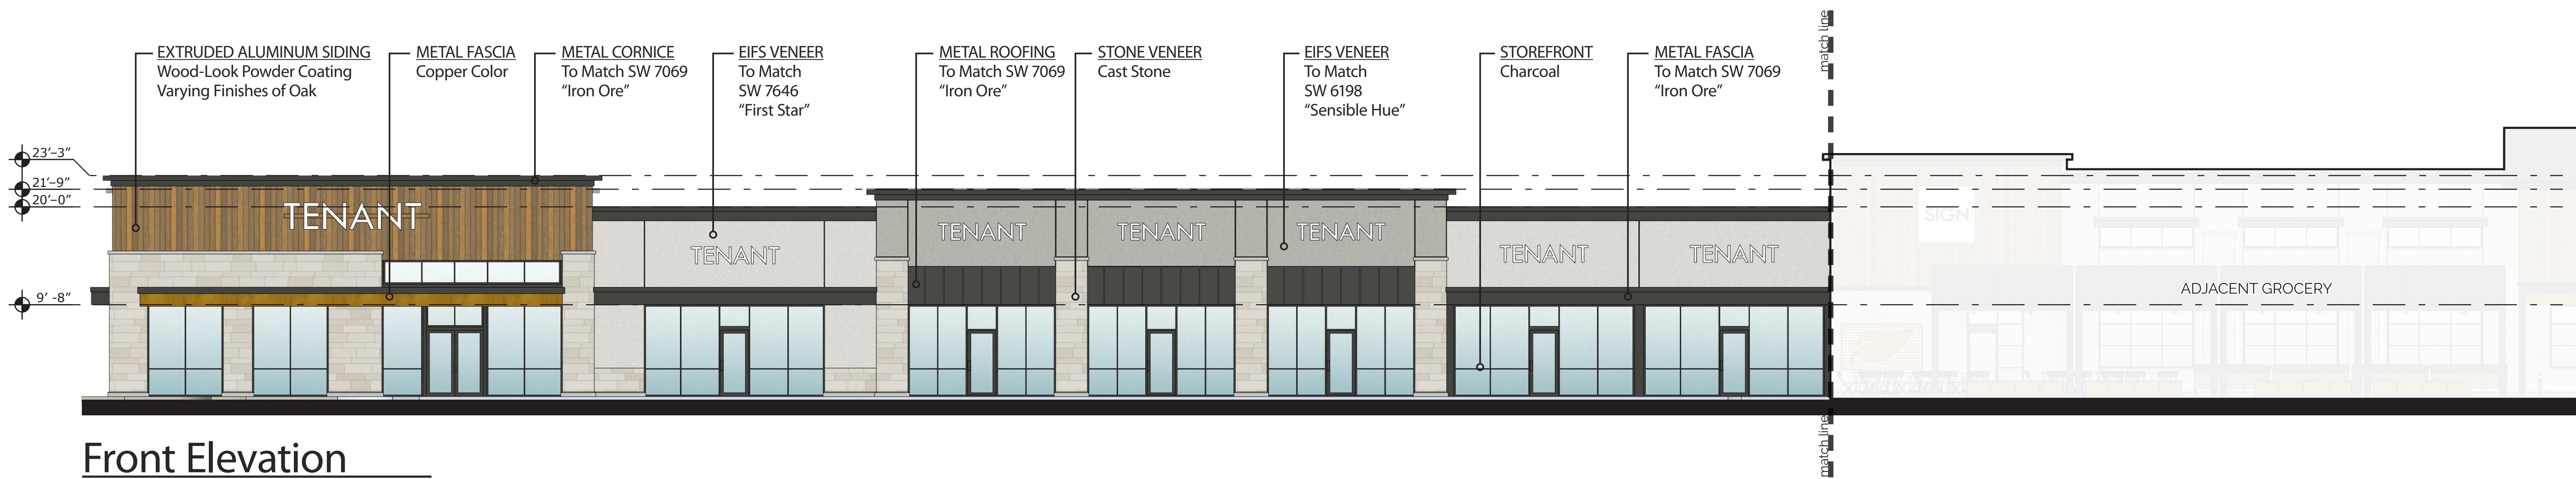 EXTRUDED ALUMINUM SIDING
Wood-Look Powder Coating
Varying Finishes of Oak
METAL FASCIA
Copper Color
METAL CORNICE
To Match SW 7069
“Iron Ore”
EIFS VENEER
To Match
SW 7646
“First Star”
METAL ROOFING
To Match SW 7069
“Iron Ore”
STONE VENEER
Cast Stone
EIFS VENEER
To Match
SW 6198
“Sensible Hue”
STOREFRONT
Charcoal
METAL FASCIA
To Match SW 7069
“Iron Ore”
match line
23’–3”
21’–9”
20’–0”
9’ -8”
TENANT
TENANT
TENANT
TENANT
TENANT
TENANT
TENANT
SIGN
ADJACENT GROCERY
match line
Front Elevation